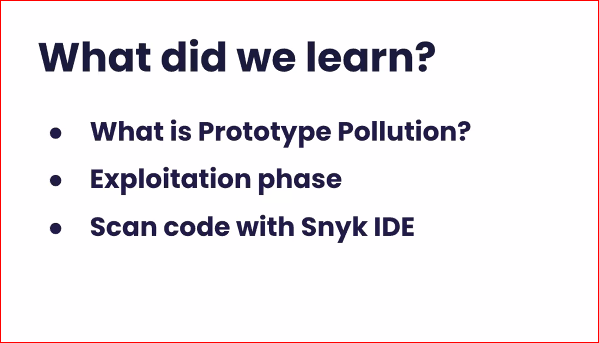 What did we learn?
● What is Prototype Pollution?
● Exploitation phase
● Scan code with Snyk IDE